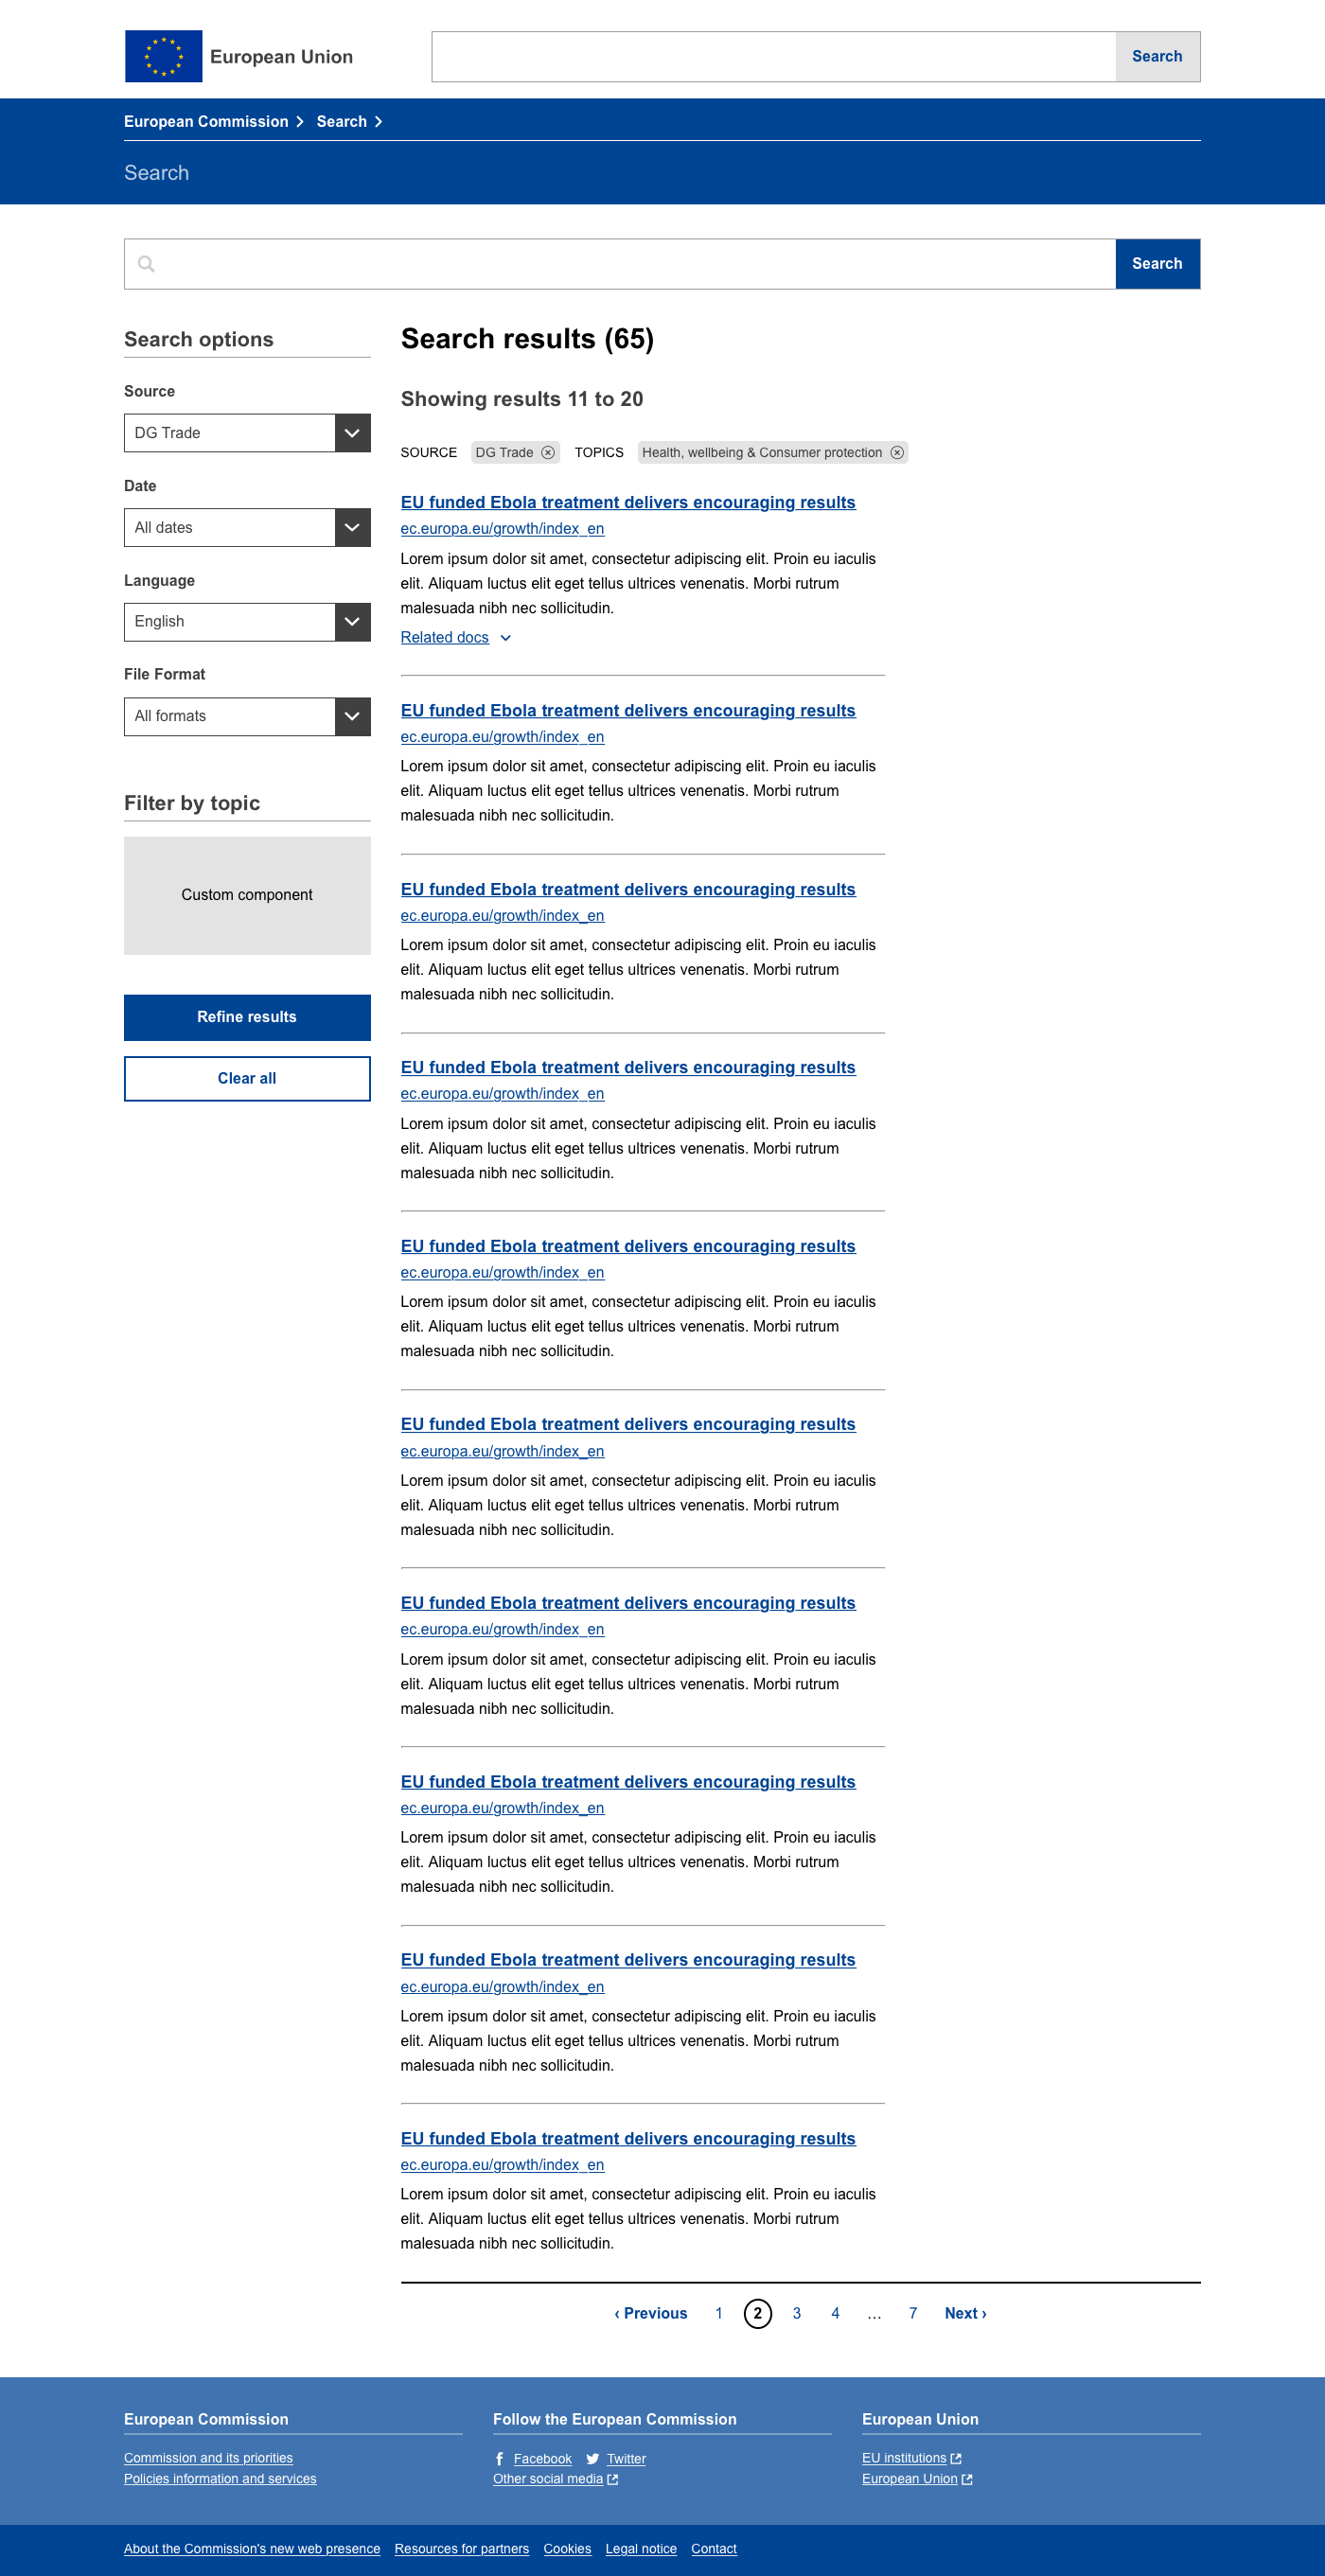 European Union
Search
European Commission
Search
Search
Search
Search options
Source
DG Trade
Date
All dates
Language
English
File Format
All formats
Filter by topic
Custom component
Refine results
Clear all
Search results (65)
Showing results 11 to 20
SOURCE DG Trade TOPICS Health, wellbeing & Consumer protection
EU funded Ebola treatment delivers encouraging results
ec.europa.eu/growth/index_en
Lorem ipsum dolor sit amet, consectetur adipiscing elit. Proin eu iaculis
elit. Aliquam luctus elit eget tellus ultrices venenatis. Morbi rutrum
malesuada nibh nec sollicitudin.
Related docs
EU funded Ebola treatment delivers encouraging results
ec.europa.eu/growth/index_en
Lorem ipsum dolor sit amet, consectetur adipiscing elit. Proin eu iaculis
elit. Aliquam luctus elit eget tellus ultrices venenatis. Morbi rutrum
malesuada nibh nec sollicitudin.
EU funded Ebola treatment delivers encouraging results
ec.europa.eu/growth/index_en
Lorem ipsum dolor sit amet, consectetur adipiscing elit. Proin eu iaculis
elit. Aliquam luctus elit eget tellus ultrices venenatis. Morbi rutrum
malesuada nibh nec sollicitudin.
EU funded Ebola treatment delivers encouraging results
ec.europa.eu/growth/index_en
Lorem ipsum dolor sit amet, consectetur adipiscing elit. Proin eu iaculis
elit. Aliquam luctus elit eget tellus ultrices venenatis. Morbi rutrum
malesuada nibh nec sollicitudin.
EU funded Ebola treatment delivers encouraging results
ec.europa.eu/growth/index_en
Lorem ipsum dolor sit amet, consectetur adipiscing elit. Proin eu iaculis
elit. Aliquam luctus elit eget tellus ultrices venenatis. Morbi rutrum
malesuada nibh nec sollicitudin.
EU funded Ebola treatment delivers encouraging results
ec.europa.eu/growth/index_en
Lorem ipsum dolor sit amet, consectetur adipiscing elit. Proin eu iaculis
elit. Aliquam luctus elit eget tellus ultrices venenatis. Morbi rutrum
malesuada nibh nec sollicitudin.
EU funded Ebola treatment delivers encouraging results
ec.europa.eu/growth/index_en
Lorem ipsum dolor sit amet, consectetur adipiscing elit. Proin eu iaculis
elit. Aliquam luctus elit eget tellus ultrices venenatis. Morbi rutrum
malesuada nibh nec sollicitudin.
EU funded Ebola treatment delivers encouraging results
ec.europa.eu/growth/index_en
Lorem ipsum dolor sit amet, consectetur adipiscing elit. Proin eu iaculis
elit. Aliquam luctus elit eget tellus ultrices venenatis. Morbi rutrum
malesuada nibh nec sollicitudin.
EU funded Ebola treatment delivers encouraging results
ec.europa.eu/growth/index_en
Lorem ipsum dolor sit amet, consectetur adipiscing elit. Proin eu iaculis
elit. Aliquam luctus elit eget tellus ultrices venenatis. Morbi rutrum
malesuada nibh nec sollicitudin.
EU funded Ebola treatment delivers encouraging results
ec.europa.eu/growth/index_en
Lorem ipsum dolor sit amet, consectetur adipiscing elit. Proin eu iaculis
elit. Aliquam luctus elit eget tellus ultrices venenatis. Morbi rutrum
malesuada nibh nec sollicitudin.
‹ Previous 1 2 3 4 … 7 Next ›
European Commission
Commission and its priorities
Policies information and services
Follow the European Commission
Facebook Twitter
Other social media
European Union
EU institutions
European Union
About the Commission's new web presence Resources for partners Cookies Legal notice Contact